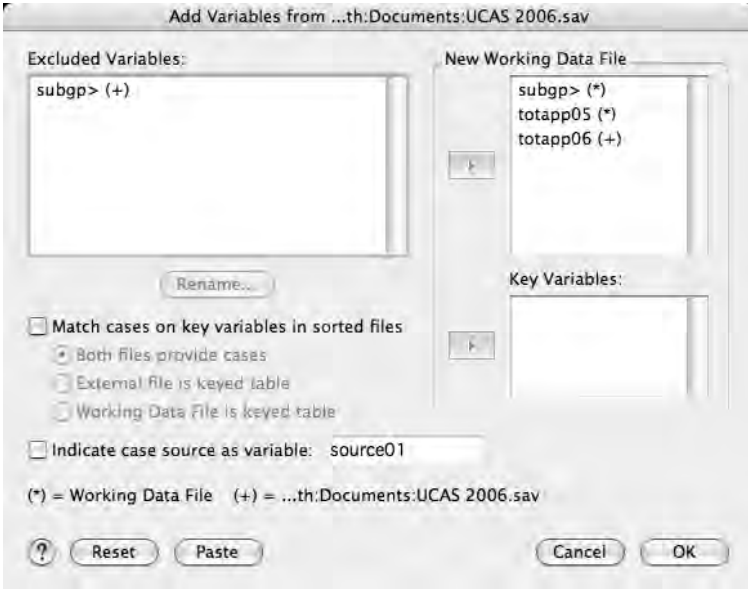 Add Variables from ...th:Documents:UCAS 2006.sav
Excluded Variables:
subgp> (+)
New Working Data File
subgp> (*)
totapp05 (*)
totapp06 (+)
Rename...
Key Variables:
Match cases on key variables in sorted files
Both files provide cases
External file is keyed table
Working Data File is keyed table
Indicate case source as variable: source01
(*) = Working Data File (+) = ...th:Documents:UCAS 2006.sav
? Reset Paste Cancel OK